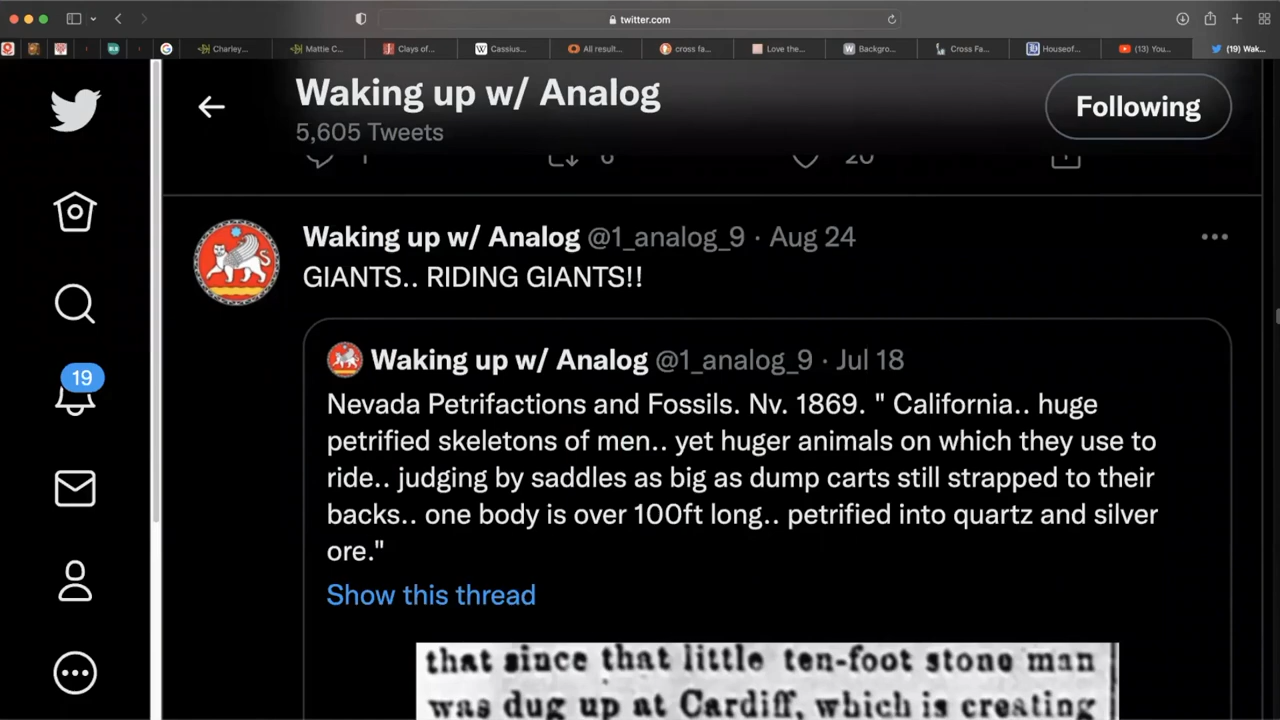 twitter.com
Charley...
Mattie C...
Clays of...
Cassius...
All result...
cross fa...
Love the...
Backgro...
Cross Fa...
Houseof...
(13) You...
(19) Wak...
Waking up w/ Analog
5,605 Tweets
Following
Waking up w/ Analog @1_analog_9 · Aug 24
GIANTS.. RIDING GIANTS!!
19
Waking up w/ Analog @1_analog_9 · Jul 18
Nevada Petrifactions and Fossils. Nv. 1869. " California.. huge
petrified skeletons of men.. yet huger animals on which they use to
ride.. judging by saddles as big as dump carts still strapped to their
backs.. one body is over 100ft long.. petrified into quartz and silver
ore."
Show this thread
that since that little ten-foot stone man
was dug up at Cardiff, which is creating